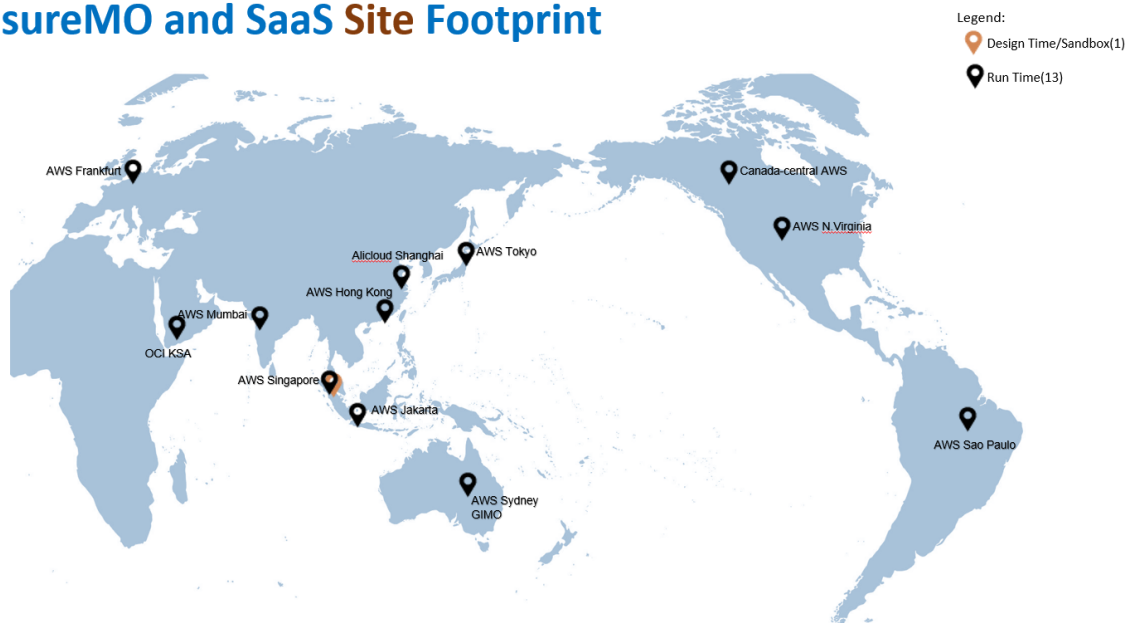 sureMO and SaaS Site Footprint
Legend:
Design Time/Sandbox(1)
Run Time(13)
AWS Frankfurt
Canada-central AWS
AWS N.Virginia
Alicloud Shanghai
AWS Tokyo
AWS Hong Kong
AWS Mumbai
OCI KSA
AWS Singapore
AWS Jakarta
AWS Sao Paulo
AWS Sydney
GIMO